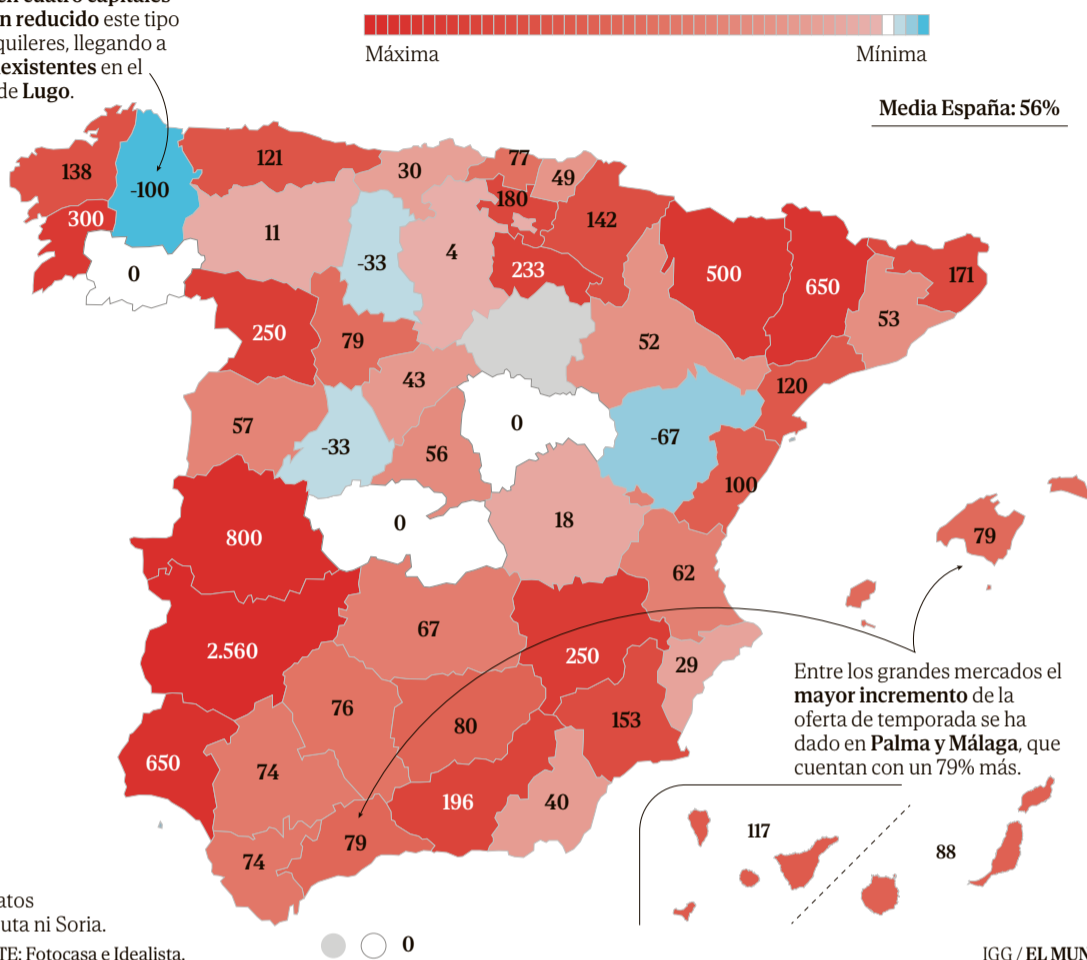 en cuatro capitales
n reducido este tipo
quileres, llegando a
existentes en el
de Lugo.
Máxima
Mínima
Media España: 56%
138
-100
121
30
77
49
180
142
300
0
11
-33
4
233
500
650
171
53
250
79
43
52
120
57
-33
56
0
-67
100
0
18
800
62
79
2.560
67
250
29
76
80
153
650
74
196
40
79
74
Entre los grandes mercados el
mayor incremento de la
oferta de temporada se ha
dado en Palma y Málaga, que
cuentan con un 79% más.
117
88
atos
uta ni Soria.
TE: Fotocasa e Idealista.
0
IGG / EL MUN